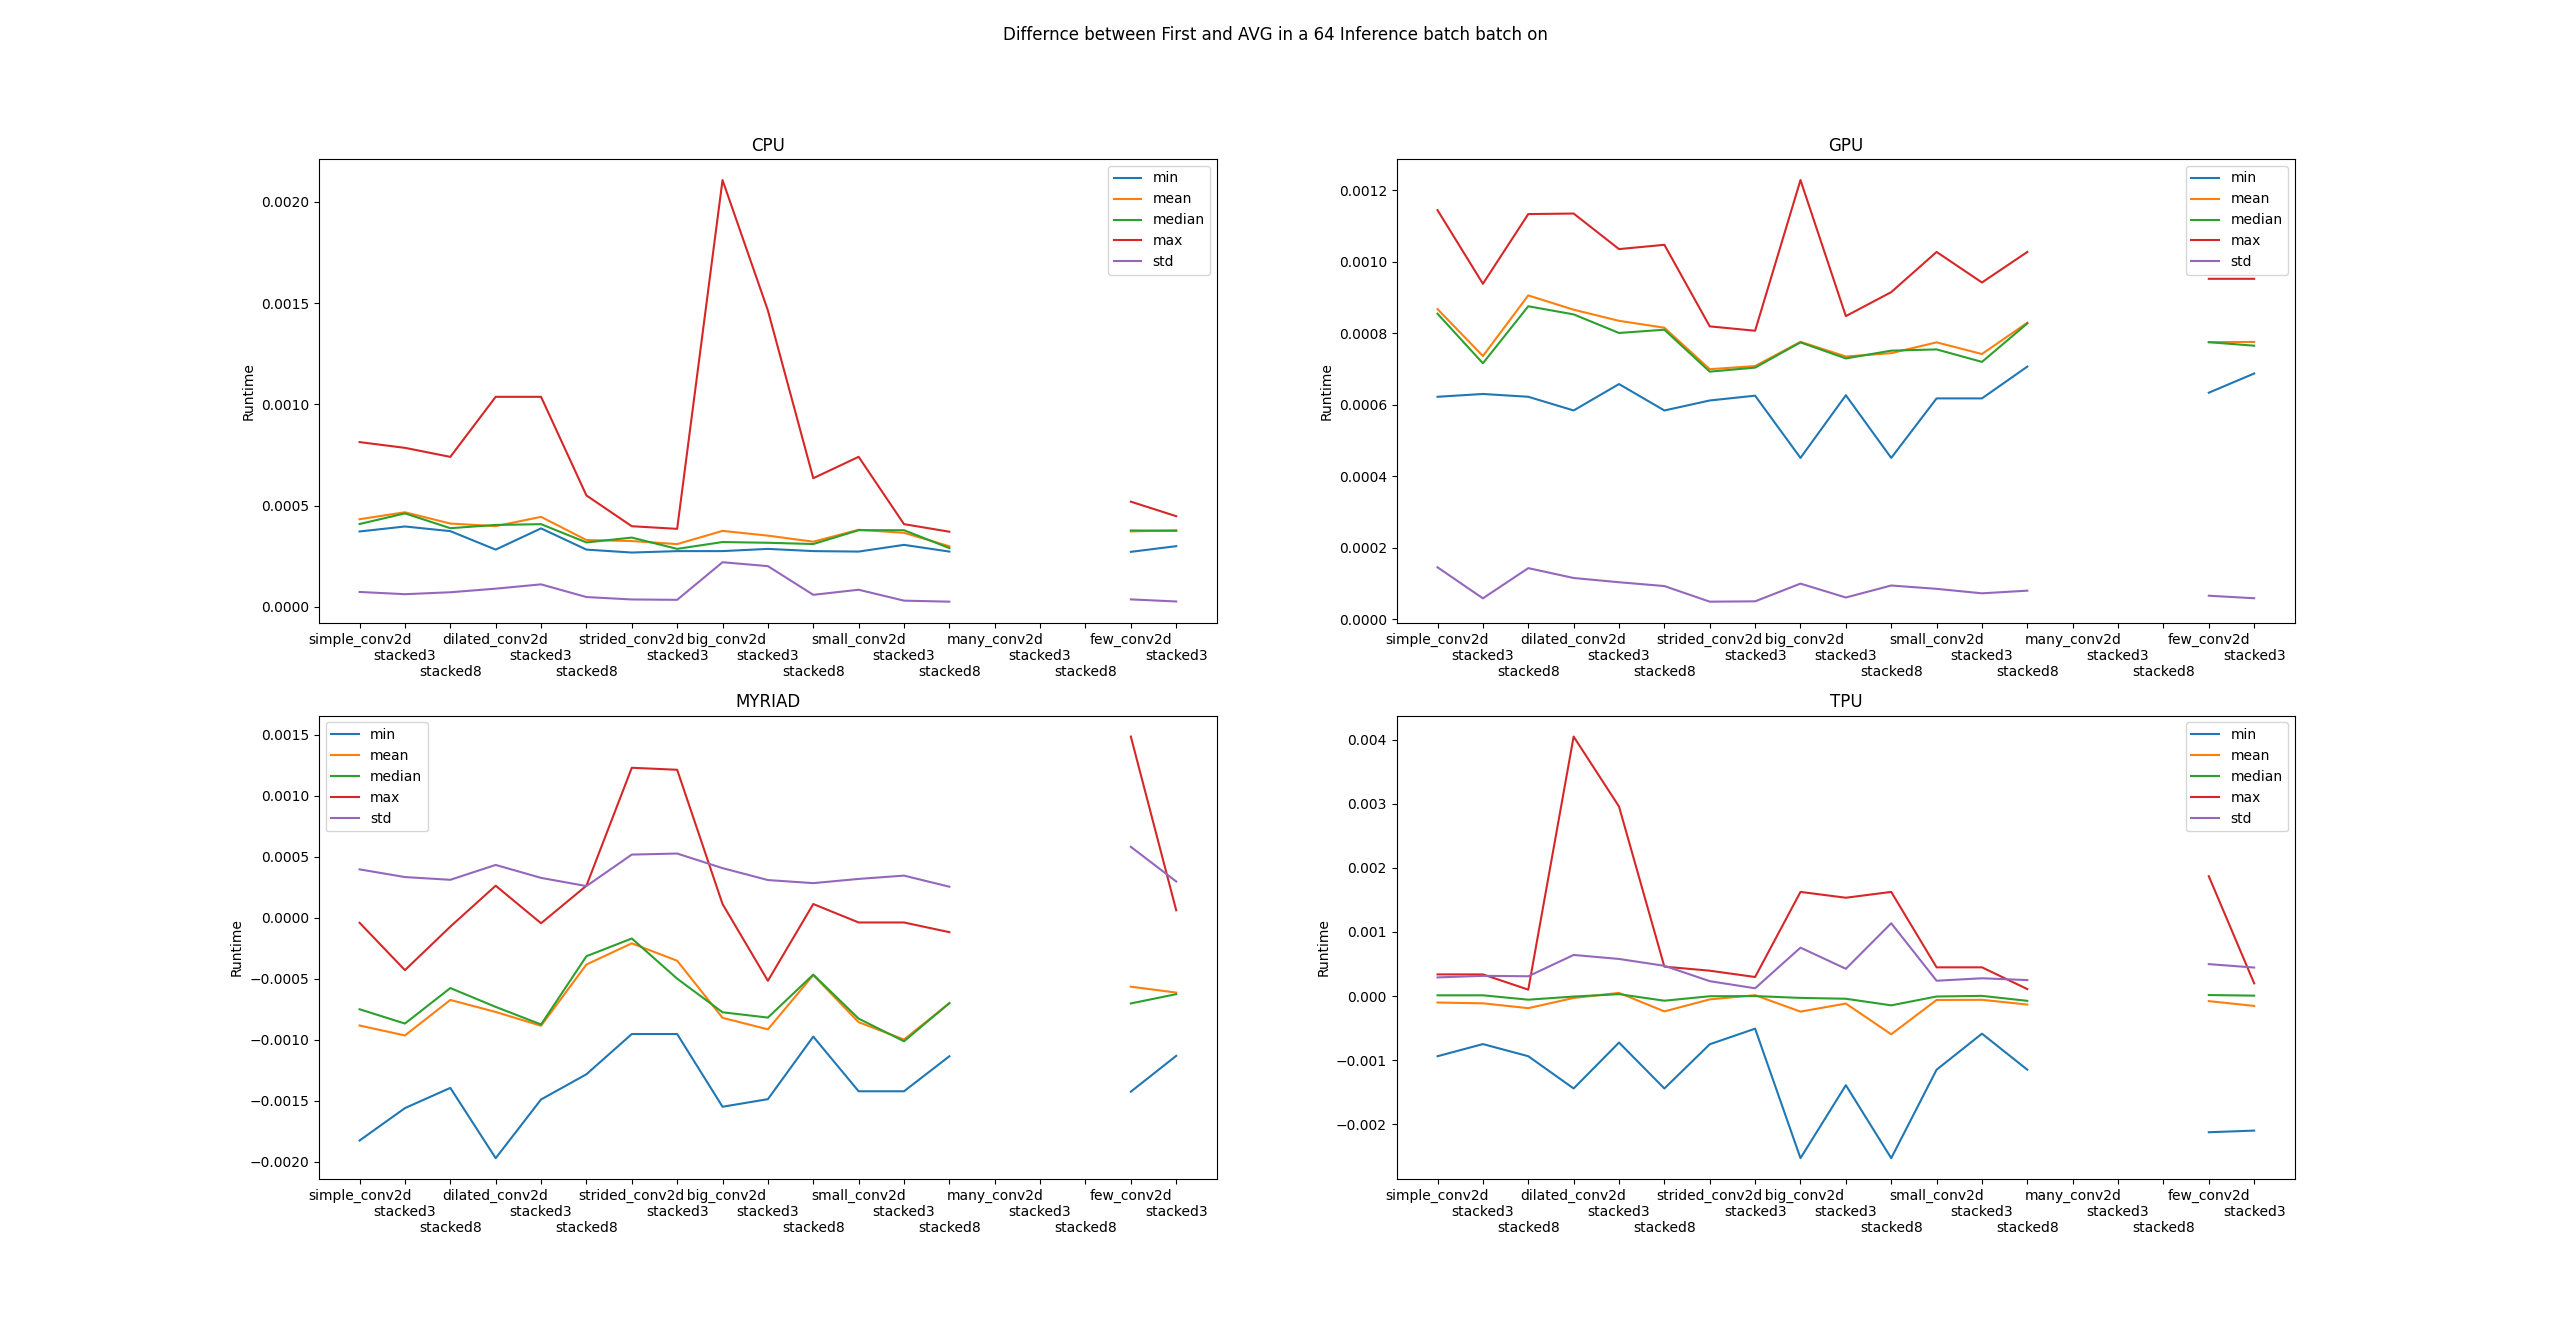 Differnce between First and AVG in a 64 Inference batch batch on
CPU
Runtime
0.0020
0.0015
0.0010
0.0005
0.0000
min
mean
median
max
std
simple_conv2d dilated_conv2d strided_conv2d big_conv2d small_conv2d many_conv2d few_conv2d
stacked3 stacked3 stacked3 stacked3 stacked3 stacked3 stacked3
stacked8 stacked8 stacked8 stacked8 stacked8
GPU
Runtime
0.0012
0.0010
0.0008
0.0006
0.0004
0.0002
0.0000
min
mean
median
max
std
simple_conv2d dilated_conv2d strided_conv2d big_conv2d small_conv2d many_conv2d few_conv2d
stacked3 stacked3 stacked3 stacked3 stacked3 stacked3 stacked3
stacked8 stacked8 stacked8 stacked8 stacked8
MYRIAD
Runtime
0.0015
0.0010
0.0005
0.0000
−0.0005
−0.0010
−0.0015
−0.0020
min
mean
median
max
std
simple_conv2d dilated_conv2d strided_conv2d big_conv2d small_conv2d many_conv2d few_conv2d
stacked3 stacked3 stacked3 stacked3 stacked3 stacked3 stacked3
stacked8 stacked8 stacked8 stacked8 stacked8
TPU
Runtime
0.004
0.003
0.002
0.001
0.000
−0.001
−0.002
min
mean
median
max
std
simple_conv2d dilated_conv2d strided_conv2d big_conv2d small_conv2d many_conv2d few_conv2d
stacked3 stacked3 stacked3 stacked3 stacked3 stacked3 stacked3
stacked8 stacked8 stacked8 stacked8 stacked8